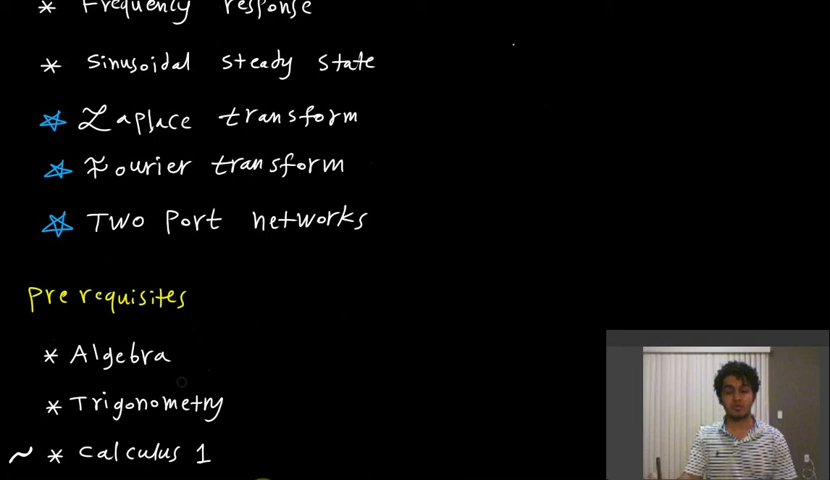 * Frequency response
* Sinusoidal steady state
☆ Laplace transform
☆ Fourier transform
☆ Two Port networks
Prerequisites
* Algebra
* Trigonometry
~ * Calculus 1